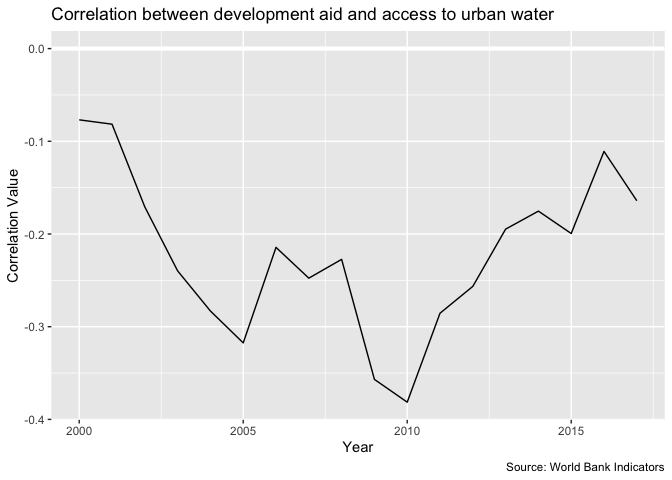 Correlation between development aid and access to urban water
0.0
-0.1
-0.2
-0.3
-0.4
Correlation Value
2000 2005 2010 2015
Year
Source: World Bank Indicators